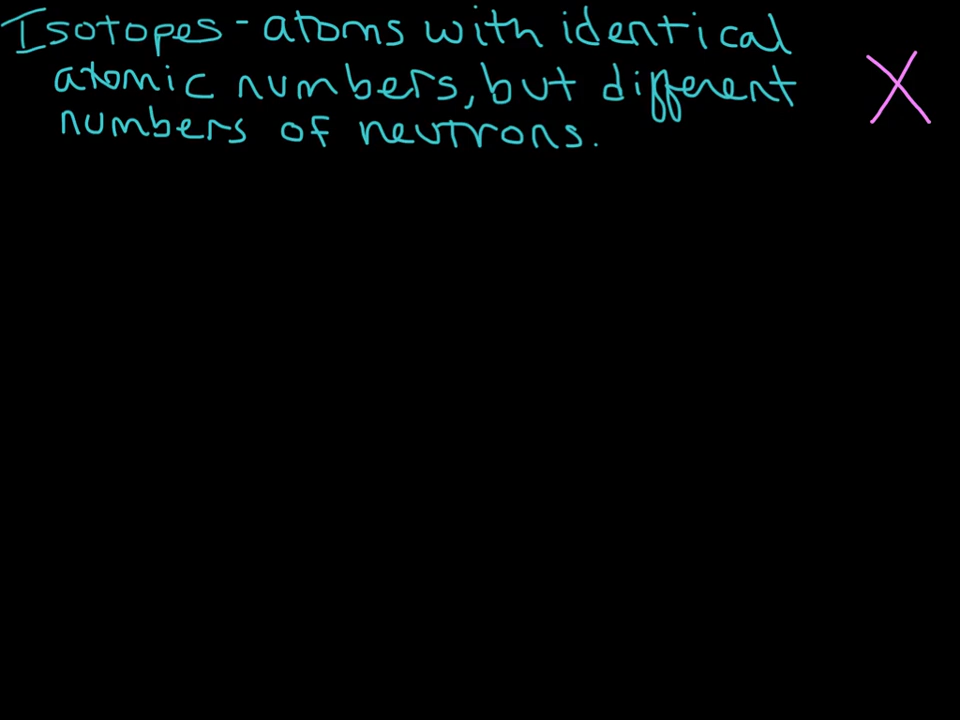 Isotopes - atoms with identical
atomic numbers, but different
numbers of neutrons.
X